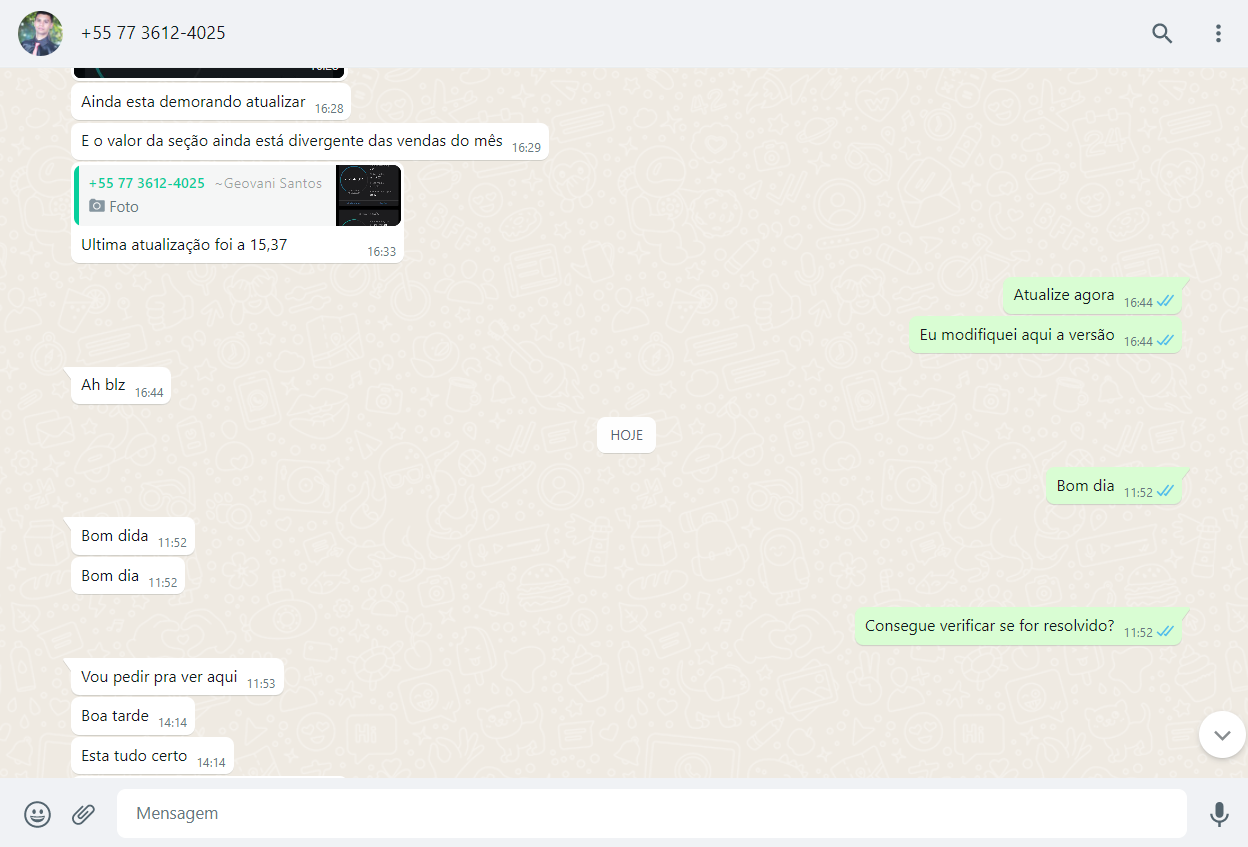 +55 77 3612-4025
Ainda esta demorando atualizar 16:28
E o valor da seção ainda está divergente das vendas do mês 16:29
+55 77 3612-4025 ~Geovani Santos
Foto
Ultima atualização foi a 15,37 16:33
Atualize agora 16:44
Eu modifiquei aqui a versão 16:44
Ah blz 16:44
HOJE
Bom dia 11:52
Bom dida 11:52
Bom dia 11:52
Consegue verificar se for resolvido? 11:52
Vou pedir pra ver aqui 11:53
Boa tarde 14:14
Esta tudo certo 14:14
Mensagem